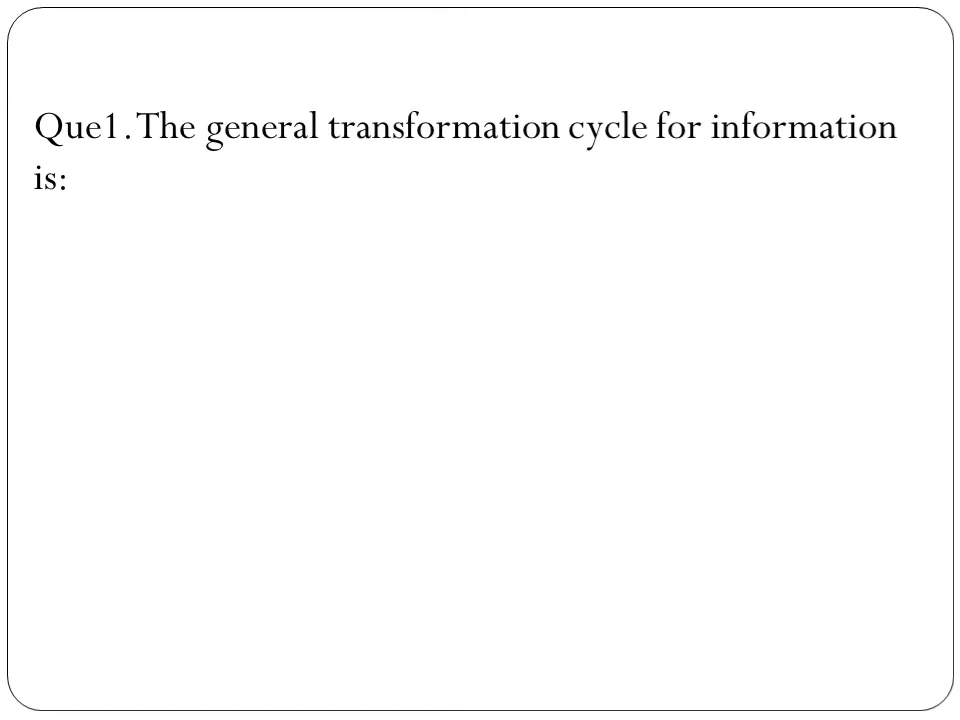 Que1. The general transformation cycle for information
is: